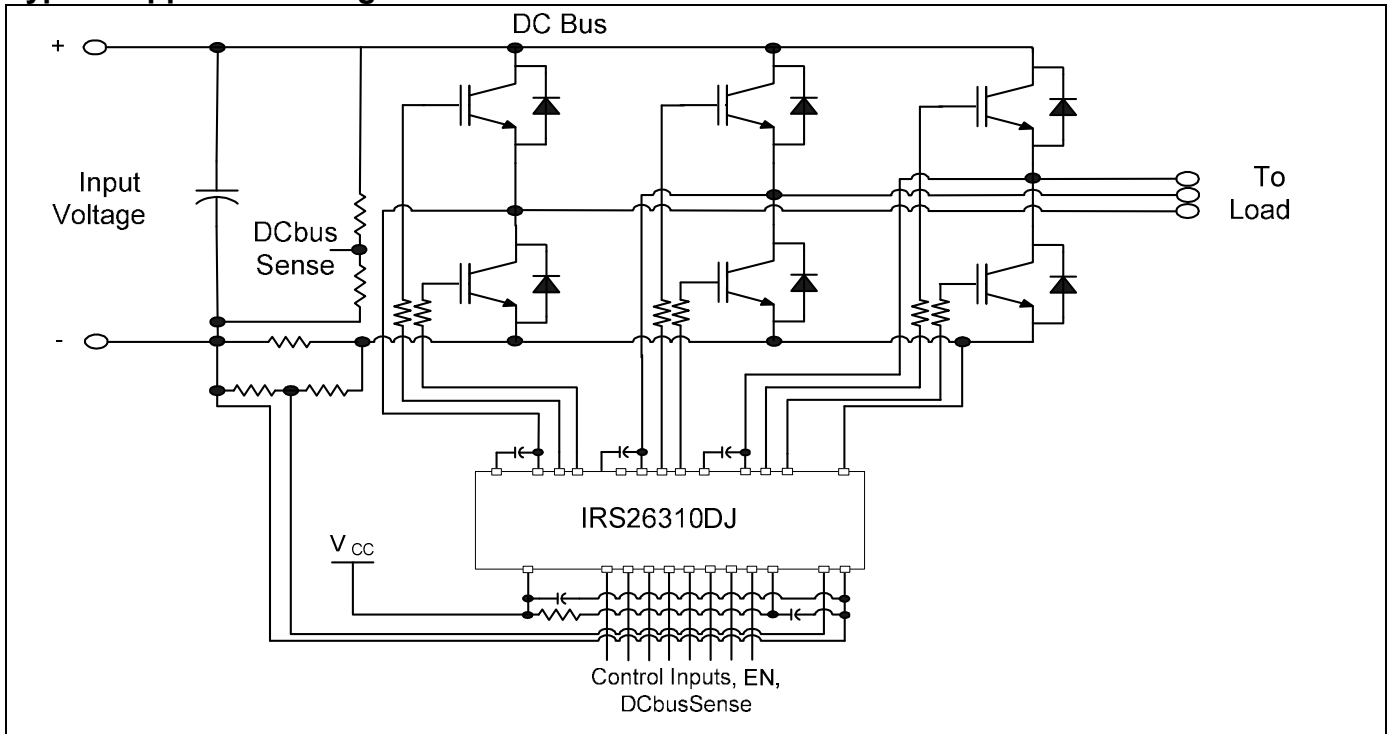 DC Bus
+
Input
Voltage
DCbus
Sense
To
Load
-
IRS26310DJ
V CC
Control Inputs, EN,
DCbusSense